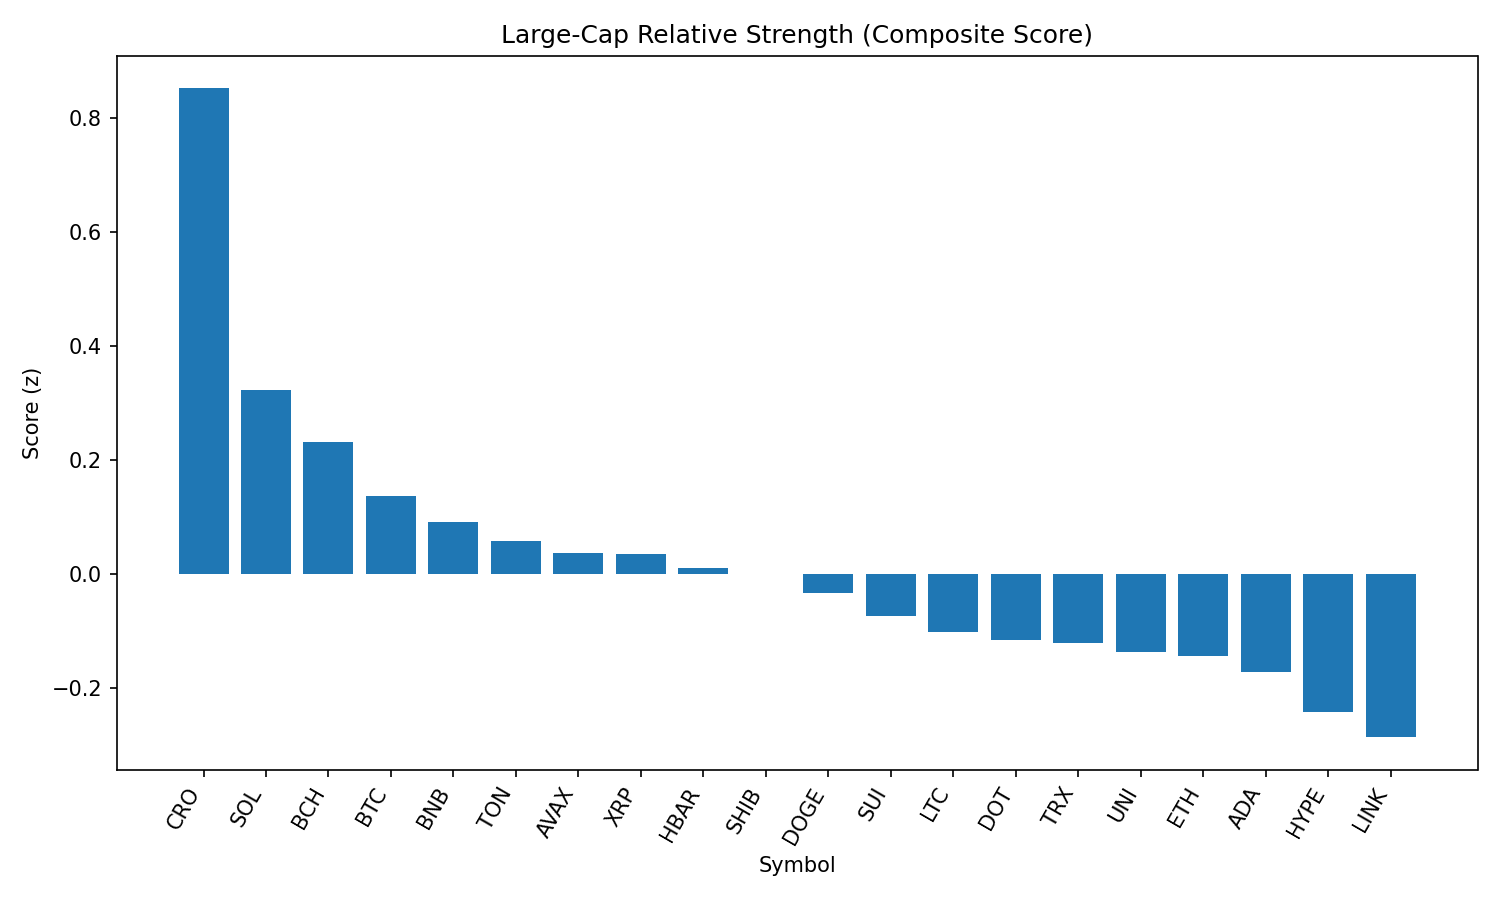 Large-Cap Relative Strength (Composite Score)
Score (z)
0.8
0.6
0.4
0.2
0.0
−0.2
CRO
SOL
BCH
BTC
BNB
TON
AVAX
XRP
HBAR
SHIB
DOGE
SUI
LTC
DOT
TRX
UNI
ETH
ADA
HYPE
LINK
Symbol